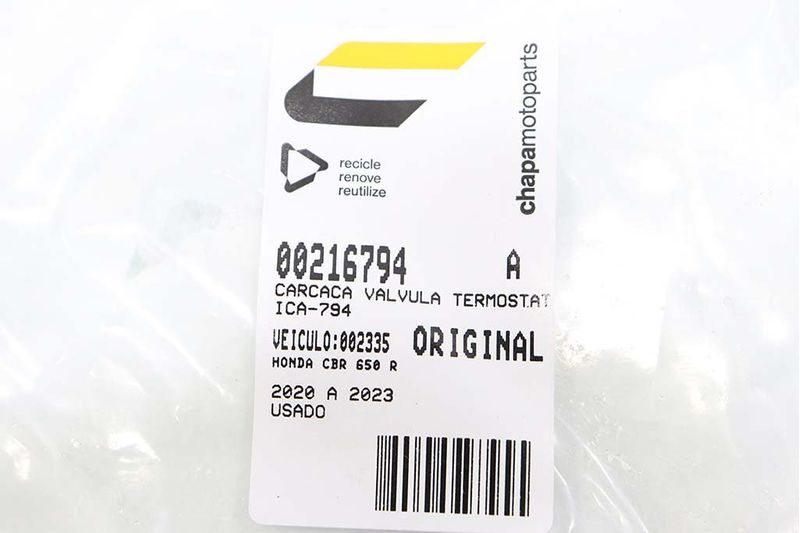 chapamotoparts
recicle
renove
reutilize
00216794 A
CARCACA VALVULA TERMOSTAT
ICA-794
VEICULO:002335 ORIGINAL
HONDA CBR 650 R
2020 A 2023
USADO